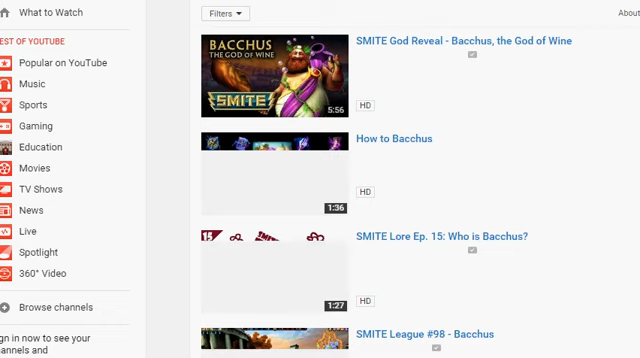 What to Watch
EST OF YOUTUBE
Popular on YouTube
Music
Sports
Gaming
Education
Movies
TV Shows
News
Live
Spotlight
360° Video
Browse channels
gn in now to see your
annels and
Filters
About
BACCHUS
THE GOD OF WINE
SMITE
5:56
SMITE God Reveal - Bacchus, the God of Wine
HD
How to Bacchus
1:36
HD
15
SMITE Lore Ep. 15: Who is Bacchus?
1:27
HD
SMITE League #98 - Bacchus